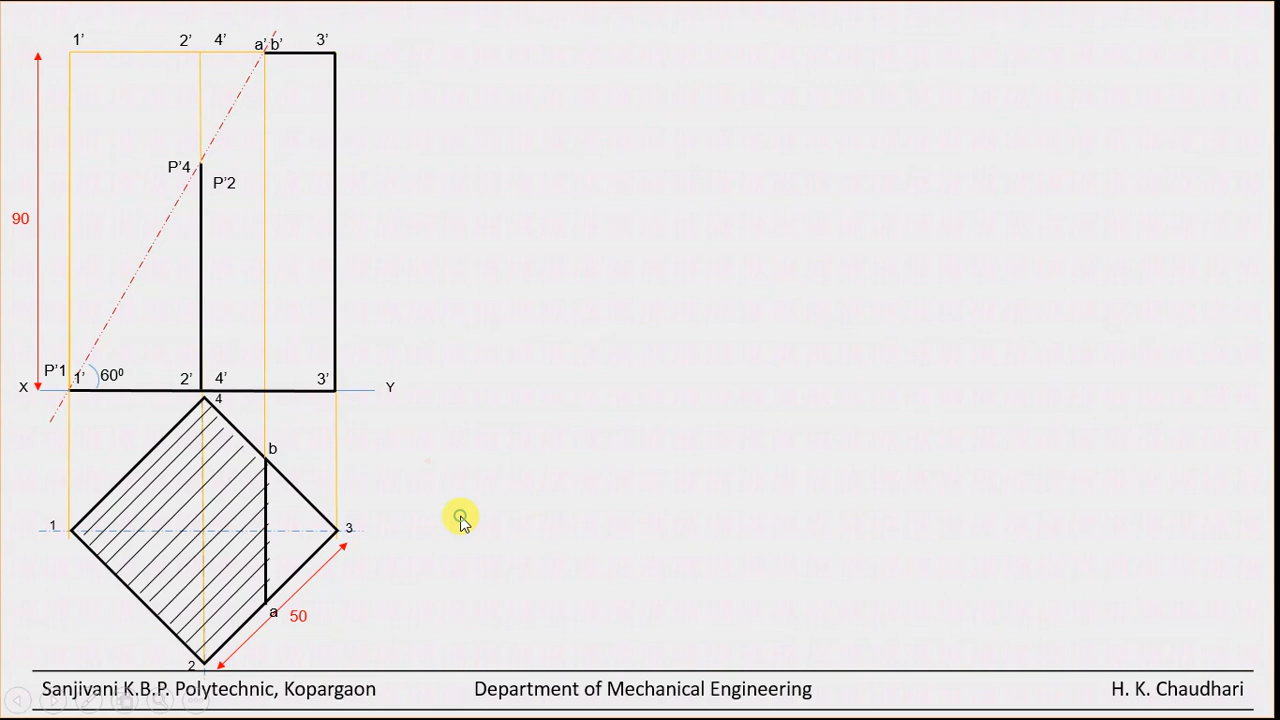 1’ 2’ 4’ a’ b’ 3’
P’4
P’2
90
P’1 1’ 60⁰ 2’ 4’ 3’
X Y
4
b
1 3
a 50
2
Sanjivani K.B.P. Polytechnic, Kopargaon Department of Mechanical Engineering H. K. Chaudhari